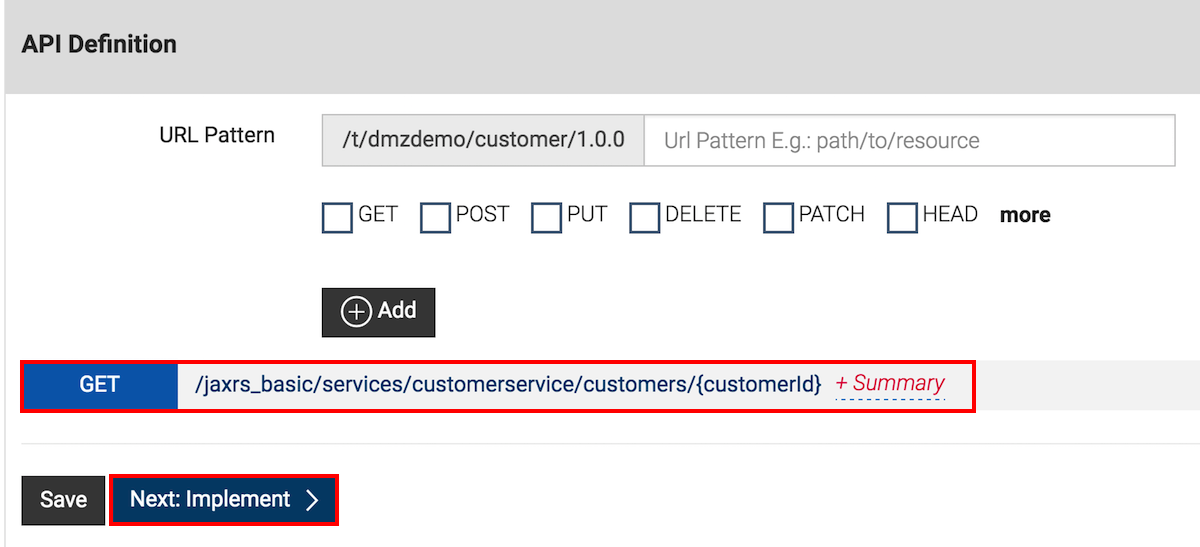 API Definition
URL Pattern
/t/dmzdemo/customer/1.0.0
Url Pattern E.g.: path/to/resource
GET POST PUT DELETE PATCH HEAD more
Add
GET /jaxrs_basic/services/customerservice/customers/{customerId} + Summary
Save Next: Implement